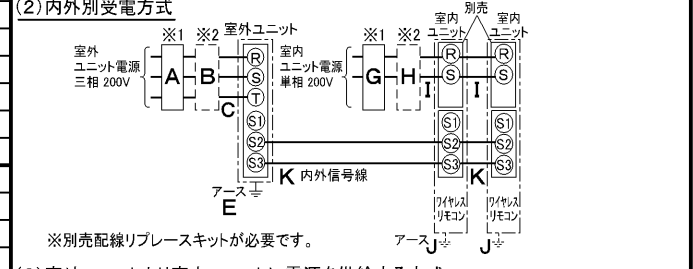 (2)内外別受電方式
別売
※1 ※2 室外ユニット
※1 ※2
室内
ユニット
室内
ユニット
室外
ユニット電源
三相 200V
A
B
C
R
S
T
S1
S2
S3
室内
ユニット電源
単相 200V
G
H
I
I
R
S
S1
S2
S3
R
S
S1
S2
S3
K 内外信号線
K
アース
E
ワイヤレス
リモコン
ワイヤレス
リモコン
※別売配線リプレースキットが必要です。
アース
J
J